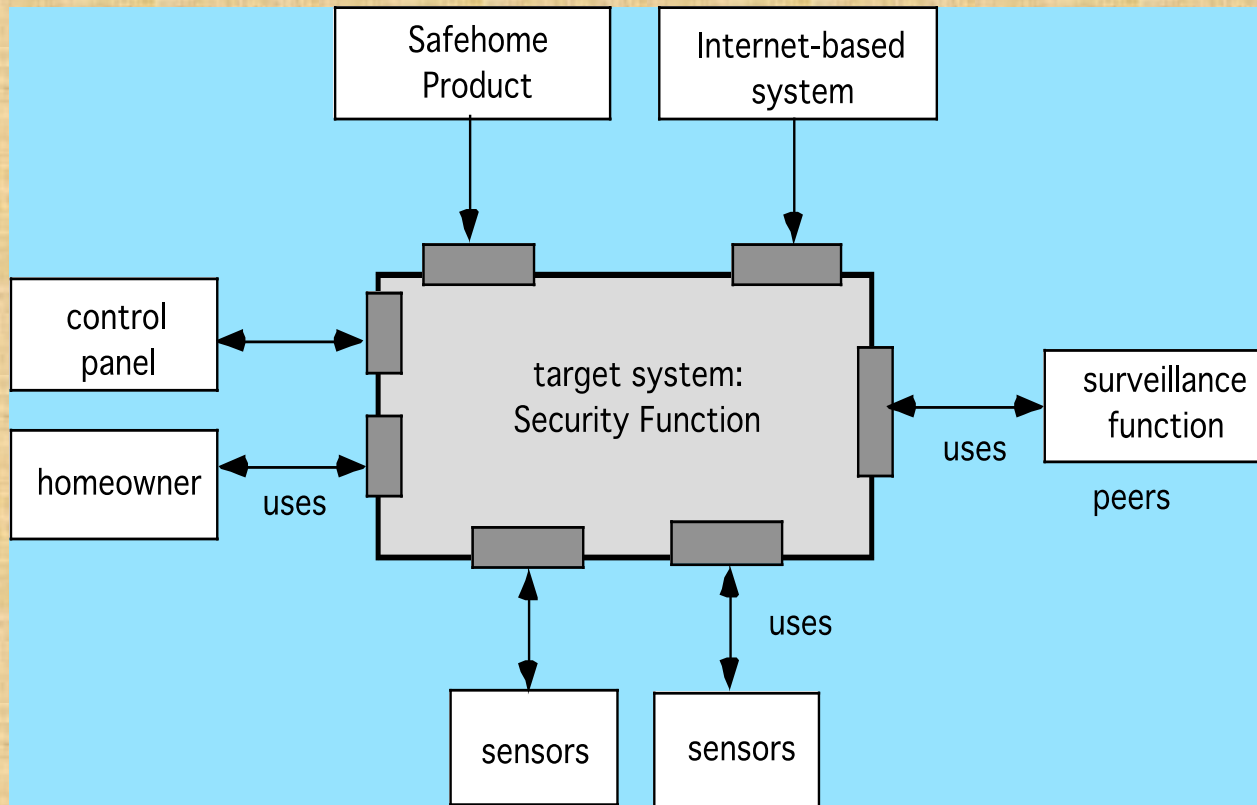 Safehome
Product
Internet-based
system
control
panel
target system:
Security Function
surveillance
function
homeowner
uses
uses
peers
uses
sensors
sensors